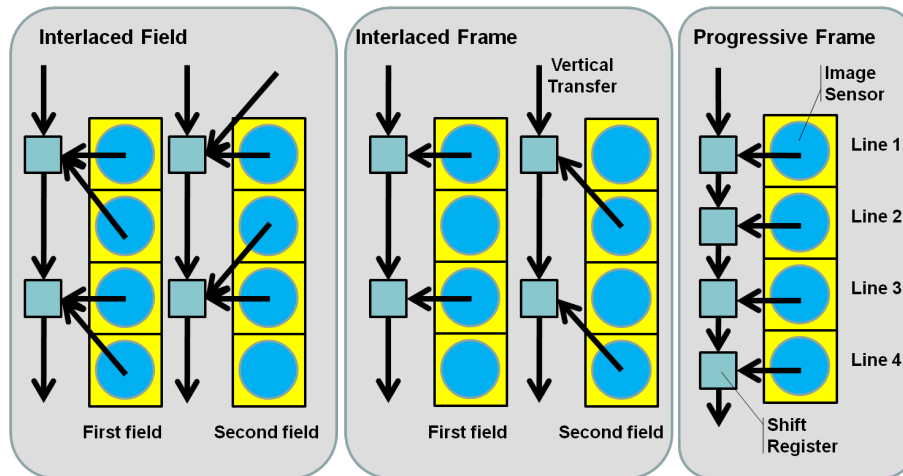 Interlaced Field
First field
Second field
Interlaced Frame
Vertical
Transfer
First field
Second field
Progressive Frame
Image
Sensor
Line 1
Line 2
Line 3
Line 4
Shift
Register